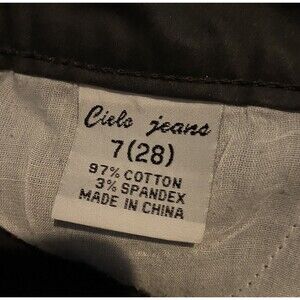 Cielo jeans
7(28)
97% COTTON
3% SPANDEX
MADE IN CHINA